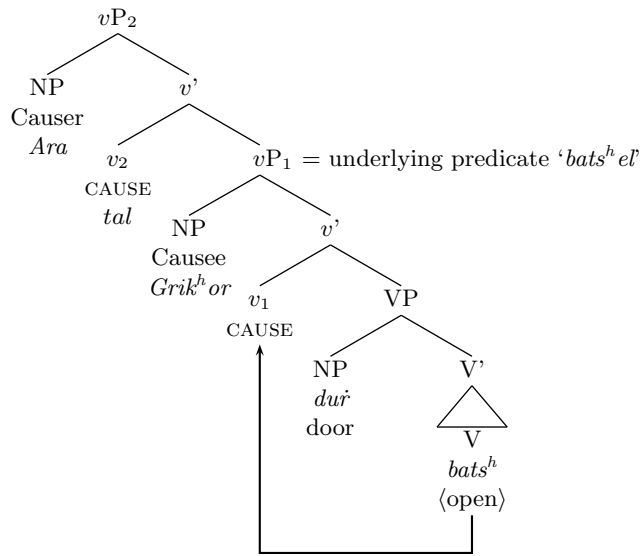 vP₂
NP v’
Causer
Ara
v₂ vP₁ = underlying predicate ‘batsʰel’
CAUSE
tal
NP v’
Causee
Grikʰor
v₁ VP
CAUSE
NP V’
duṙ
door
V
batsʰ
⟨open⟩